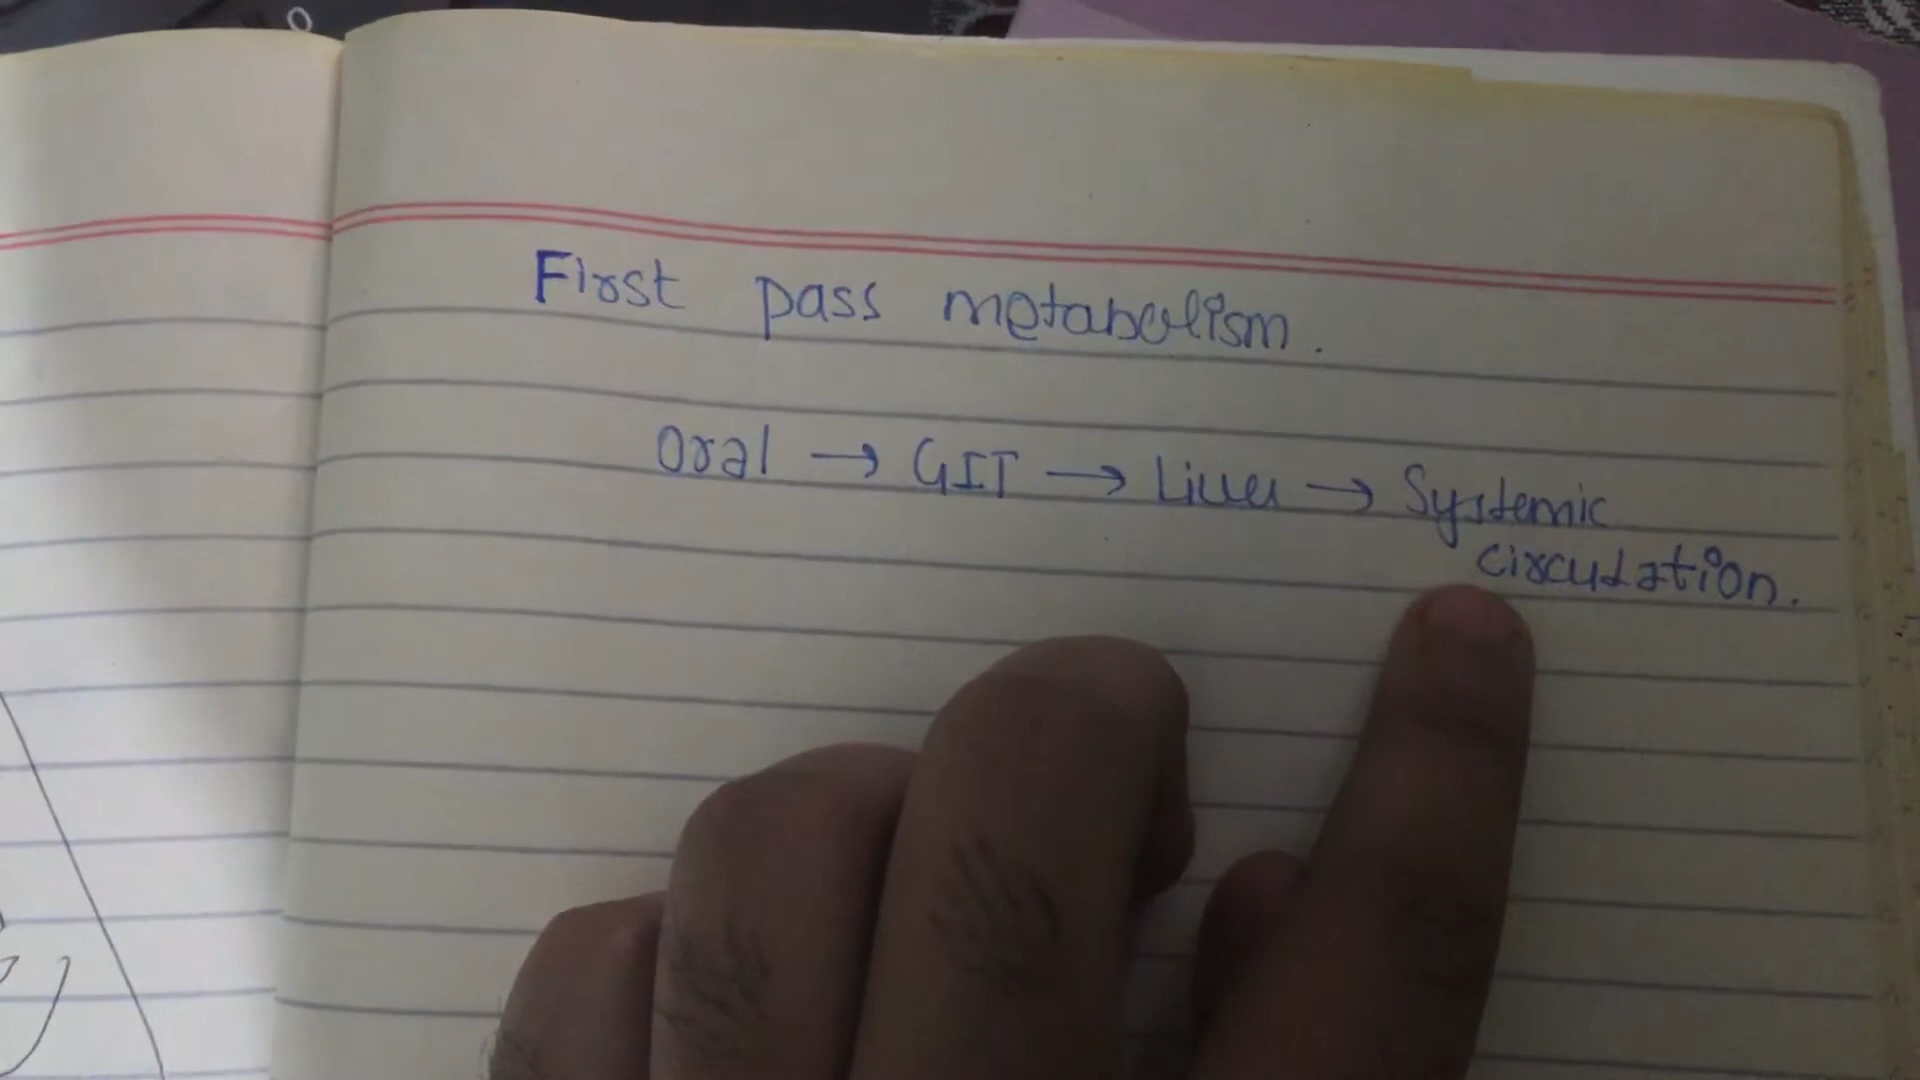 First pass metabolism.
Oral → GIT → Liver → Systemic
circulation.